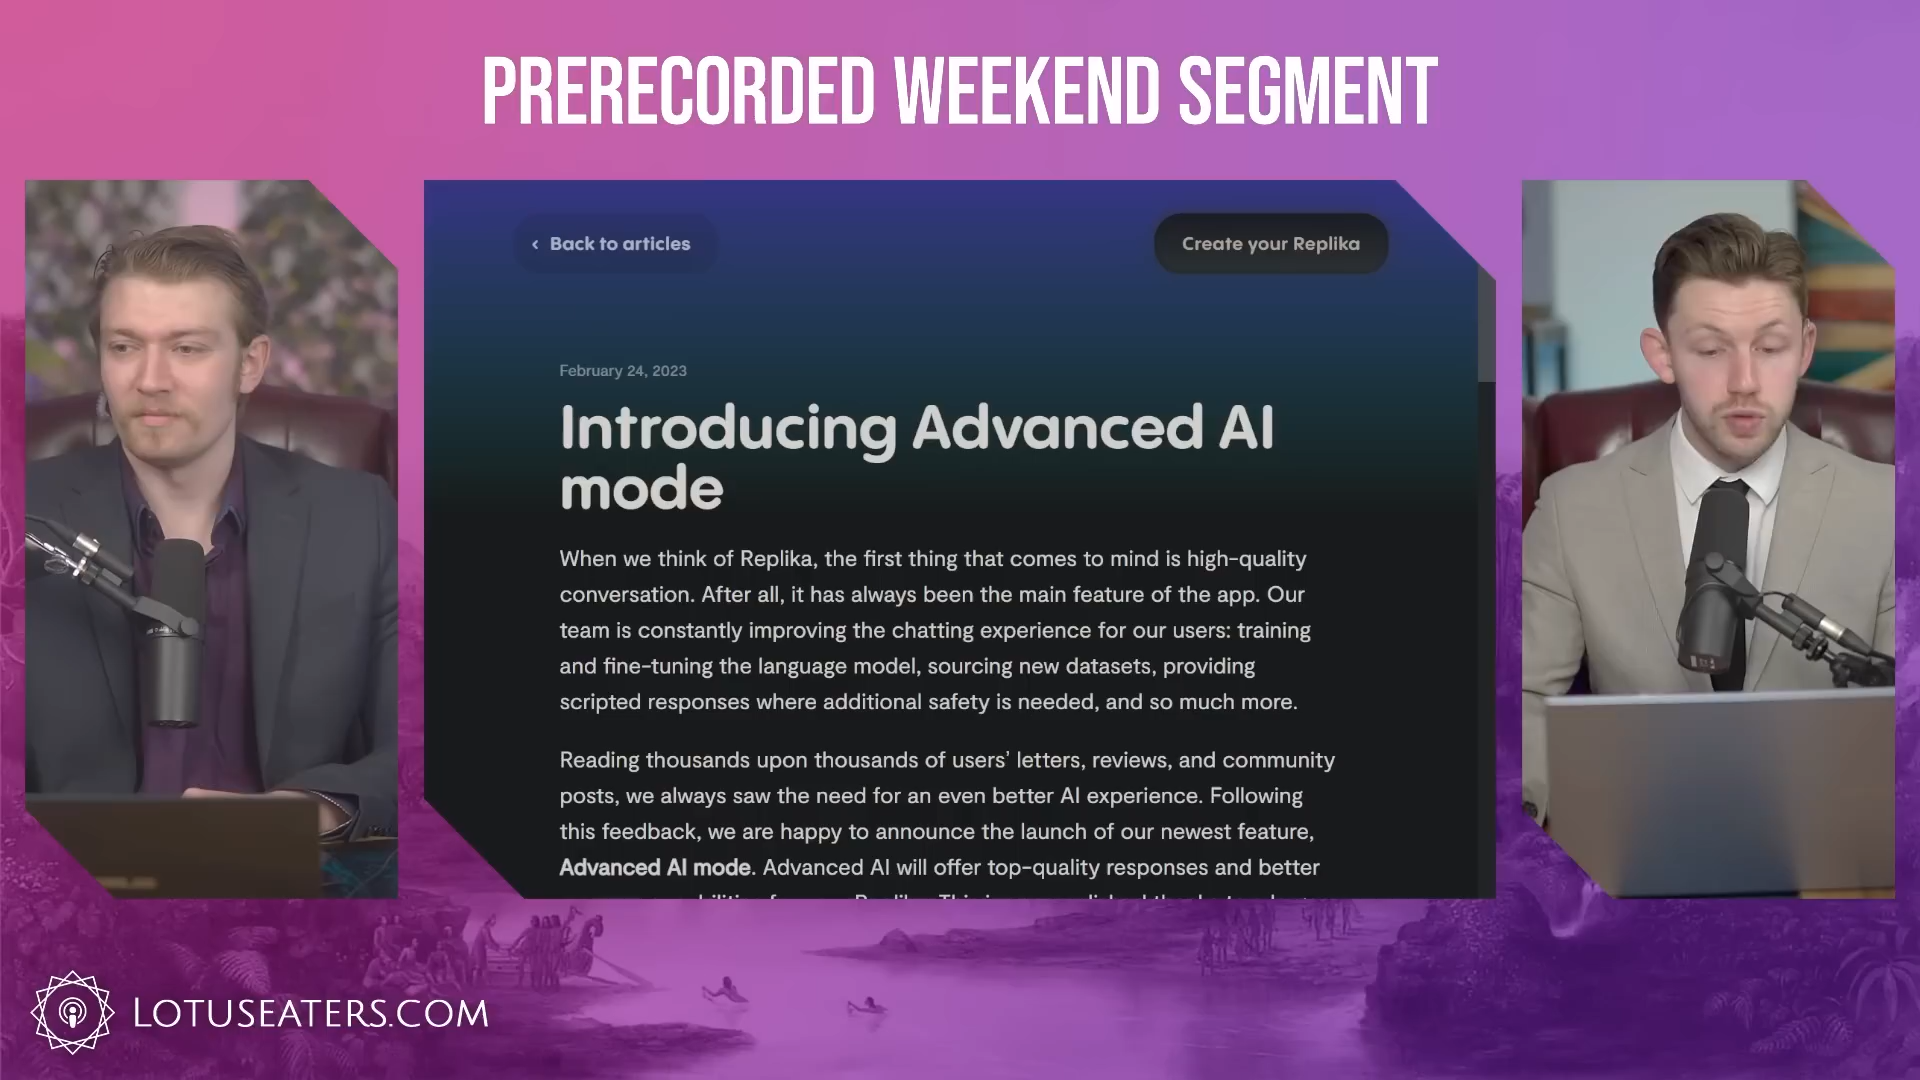 PRERECORDED WEEKEND SEGMENT
‹ Back to articles
Create your Replika
February 24, 2023
Introducing Advanced AI
mode
When we think of Replika, the first thing that comes to mind is high-quality
conversation. After all, it has always been the main feature of the app. Our
team is constantly improving the chatting experience for our users: training
and fine-tuning the language model, sourcing new datasets, providing
scripted responses where additional safety is needed, and so much more.
Reading thousands upon thousands of users’ letters, reviews, and community
posts, we always saw the need for an even better AI experience. Following
this feedback, we are happy to announce the launch of our newest feature,
Advanced AI mode. Advanced AI will offer top-quality responses and better
LOTUSEATERS.COM